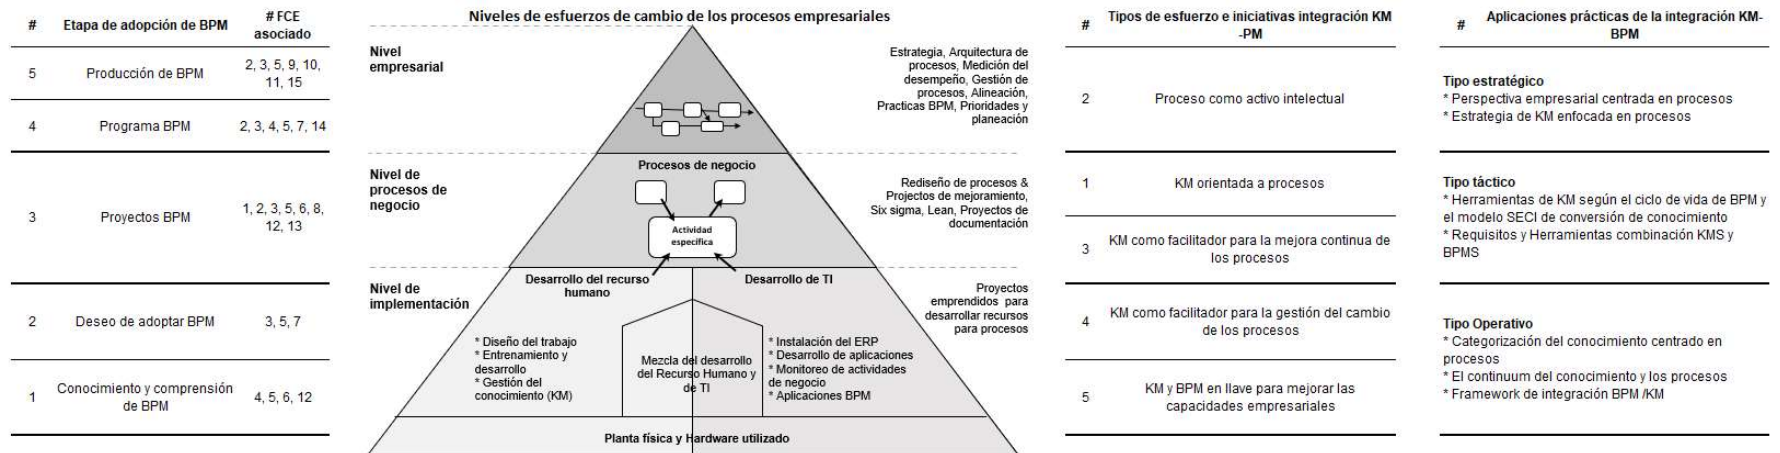 # Etapa de adopción de BPM # FCE
asociado
5 Producción de BPM 2, 3, 5, 9, 10,
11, 15
4 Programa BPM 2, 3, 4, 5, 7, 14
3 Proyectos BPM 1, 2, 3, 5, 6, 8,
12, 13
2 Deseo de adoptar BPM 3, 5, 7
1 Conocimiento y comprensión
de BPM 4, 5, 6, 12
Niveles de esfuerzos de cambio de los procesos empresariales
Nivel
empresarial
Estrategia, Arquitectura de
procesos, Medición del
desempeño, Gestión de
procesos, Alineación,
Practicas BPM, Prioridades y
planeación
Nivel de
procesos de
negocio
Procesos de negocio
Actividad
especifica
Rediseño de procesos &
Projectos de mejoramiento,
Six sigma, Lean, Proyectos de
documentación
Nivel de
implementación
Desarrollo del recurso
humano
Desarrollo de TI
Proyectos
emprendidos para
desarrollar recursos
para procesos
* Diseño del trabajo
* Entrenamiento y
desarrollo
* Gestión del
conocimiento (KM)
Mezcla del desarrollo
del Recurso Humano y
de TI
* Instalación del ERP
* Desarrollo de aplicaciones
* Monitoreo de actividades
de negocio
* Aplicaciones BPM
Planta física y Hardware utilizado
# Tipos de esfuerzo e iniciativas integración KM
-PM
2 Proceso como activo intelectual
1 KM orientada a procesos
3 KM como facilitador para la mejora continua de
los procesos
4 KM como facilitador para la gestión del cambio
de los procesos
5 KM y BPM en llave para mejorar las
capacidades empresariales
# Aplicaciones prácticas de la integración KM-
BPM
Tipo estratégico
* Perspectiva empresarial centrada en procesos
* Estrategia de KM enfocada en procesos
Tipo táctico
* Herramientas de KM según el ciclo de vida de BPM y
el modelo SECI de conversión de conocimiento
* Requisitos y Herramientas combinación KMS y
BPMS
Tipo Operativo
* Categorización del conocimiento centrado en
procesos
* El continuum del conocimiento y los procesos
* Framework de integración BPM /KM